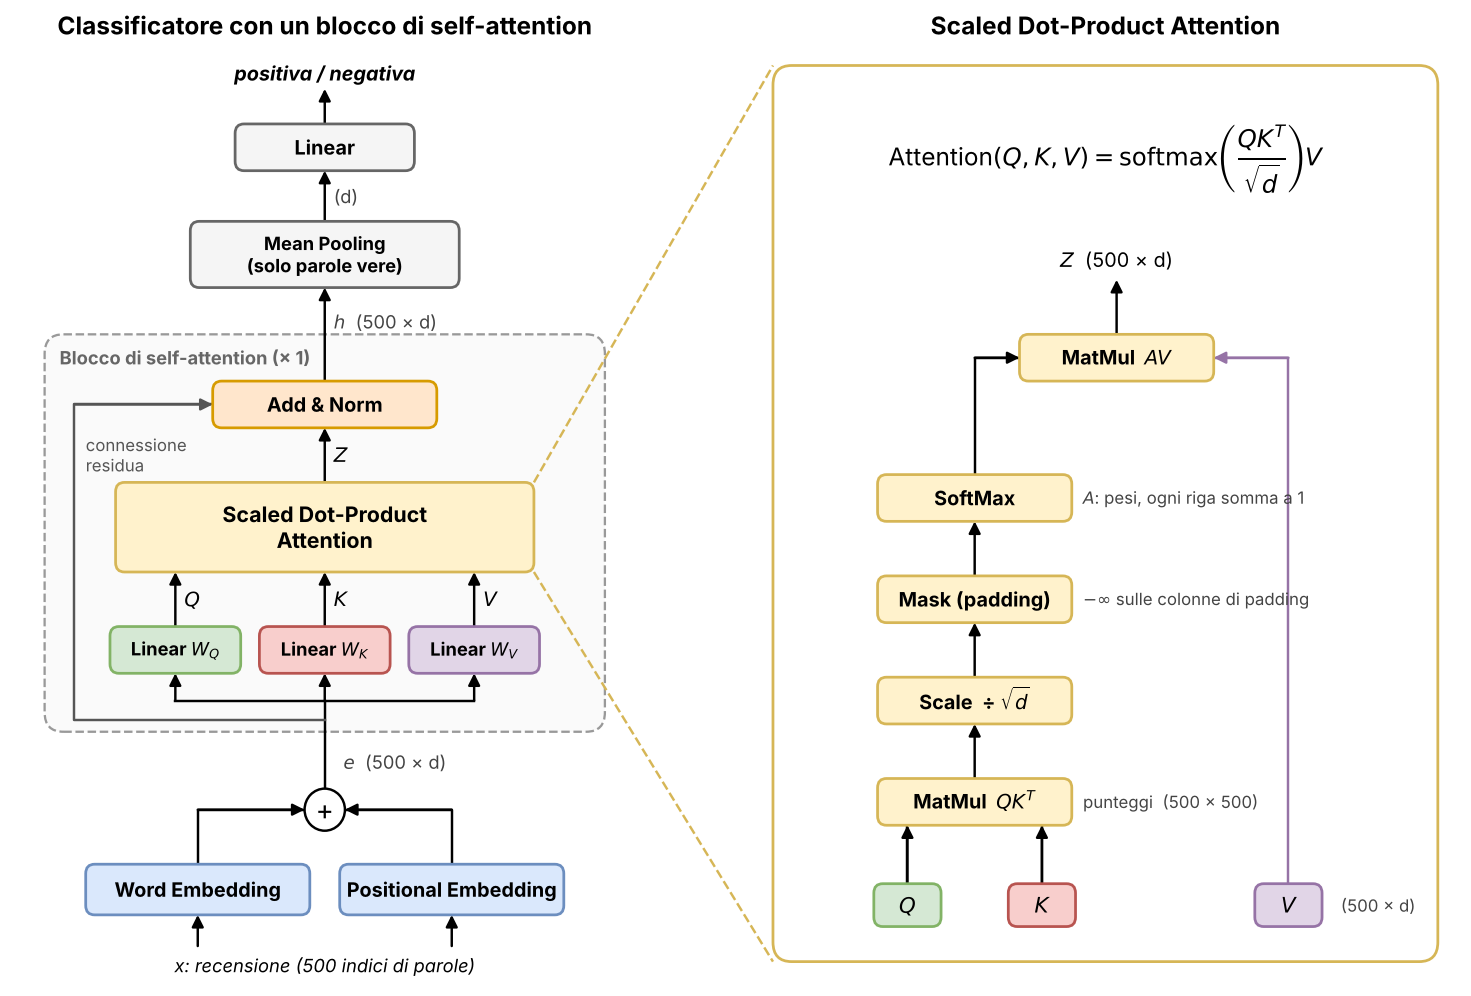 Classificatore con un blocco di self-attention
positiva / negativa
Linear
(d)
Mean Pooling
(solo parole vere)
h (500 × d)
Blocco di self-attention (× 1)
Add & Norm
connessione
residua
Z
Scaled Dot-Product
Attention
Q K V
Linear W_Q Linear W_K Linear W_V
e (500 × d)
+
Word Embedding Positional Embedding
x: recensione (500 indici di parole)
Scaled Dot-Product Attention
Attention(Q, K, V) = softmax(QK^T / √d)V
Z (500 × d)
MatMul AV
SoftMax A: pesi, ogni riga somma a 1
Mask (padding) −∞ sulle colonne di padding
Scale ÷ √d
MatMul QK^T punteggi (500 × 500)
Q K V (500 × d)